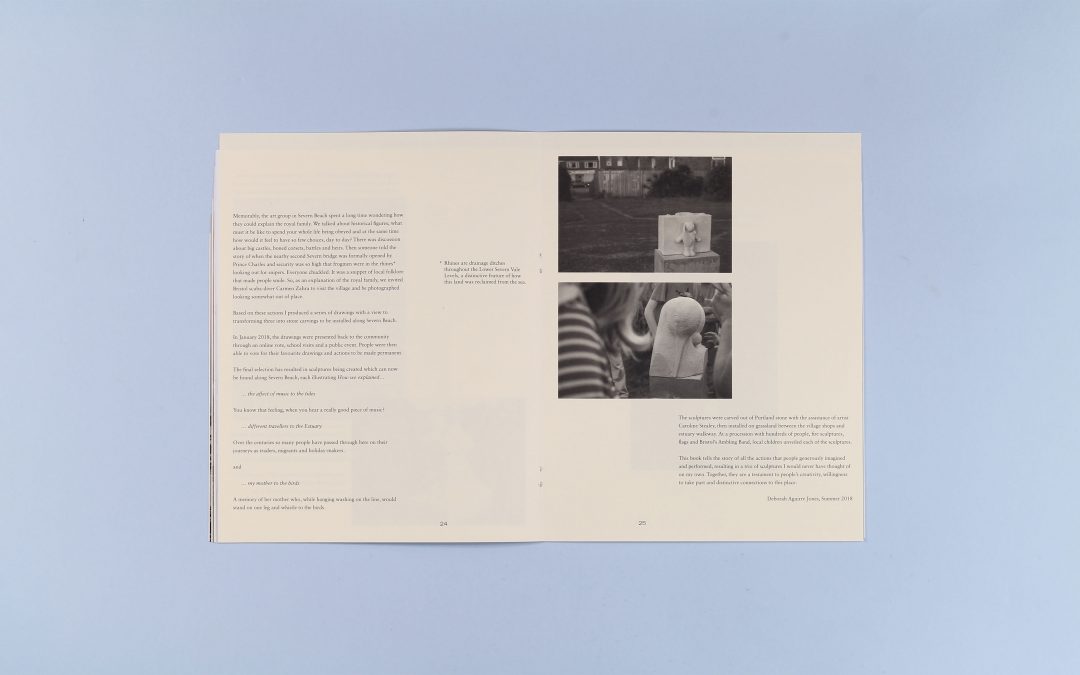 Memorably, the art group in Severn Beach spent a long time wondering how
they could explain the royal family. We talked about historical figures, what
must it be like to spend your whole life being obeyed and at the same time
how would it feel to have so few choices, day to day? There was discussion
about big castles, boned corsets, battles and heirs. Then someone told the
story of when the nearby second Severn bridge was formally opened by
Prince Charles and security was so high that frogmen were in the rhines*
looking out for snipers. Everyone chuckled. It was a snippet of local folklore
that made people smile. So, as an explanation of the royal family, we invited
Bristol scuba-diver Carmen Zahra to visit the village and be photographed
looking somewhat out of place.
Based on these actions I produced a series of drawings with a view to
transforming three into stone carvings to be installed along Severn Beach.
In January 2018, the drawings were presented back to the community
through an online vote, school visits and a public event. People were then
able to vote for their favourite drawings and actions to be made permanent.
The final selection has resulted in sculptures being created which can now
be found along Severn Beach, each illustrating How we explained…
… the affect of music to the tides
You know that feeling, when you hear a really good piece of music?
… different travellers to the Estuary
Over the centuries so many people have passed through here on their
journeys as traders, migrants and holiday-makers.
and
… my mother to the birds
A memory of her mother who, while hanging washing on the line, would
stand on one leg and whistle to the birds.
* Rhines are drainage ditches
throughout the Lower Severn Vale
Levels, a distinctive feature of how
this land was reclaimed from the sea.
24
The sculptures were carved out of Portland stone with the assistance of artist
Caroline
then installed on grassland between the village shops and
estuary walkway. At a procession with hundreds of people, fire sculptures,
flags and Bristol's Ambling Band, local children unveiled each of the sculptures.
This book tells the story of all the actions that people generously imagined
and performed, resulting in a trio of sculptures I would never have thought of
on my own. Together, they are a testament to people's creativity, willingness
to take part and distinctive connections to this place.
Deborah Aguirre Jones, Summer 2018
25